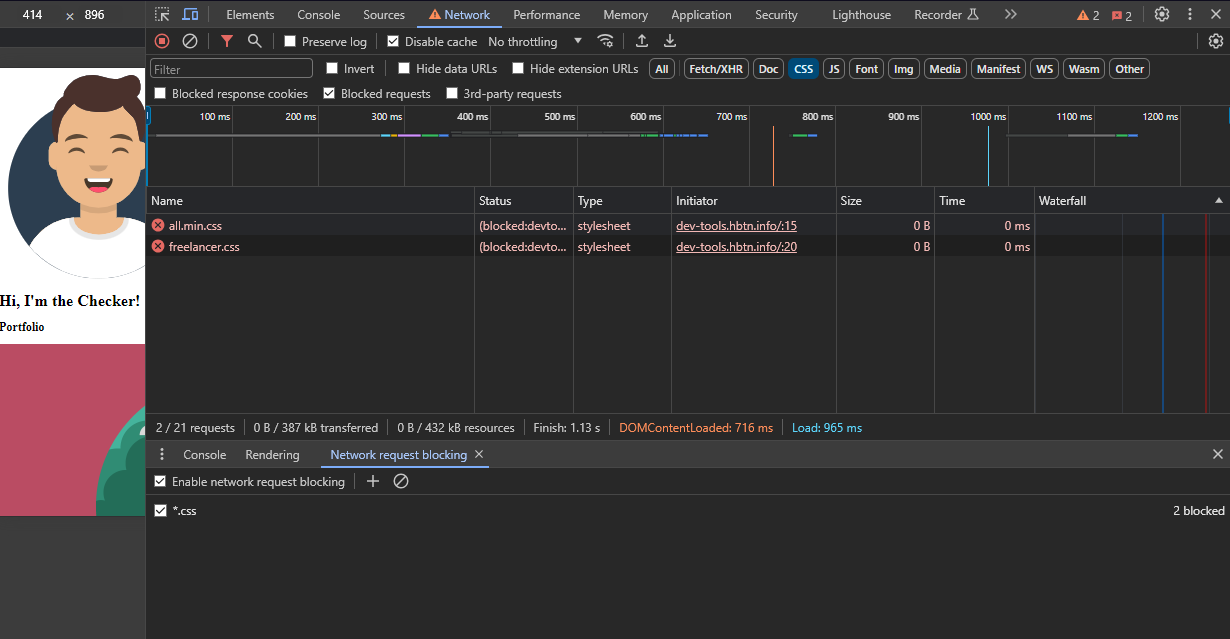 414 × 896
Elements Console Sources Network Performance Memory Application Security Lighthouse Recorder 2 2
Preserve log Disable cache No throttling
Filter Invert Hide data URLs Hide extension URLs All Fetch/XHR Doc CSS JS Font Img Media Manifest WS Wasm Other
Blocked response cookies Blocked requests 3rd-party requests
100 ms 200 ms 300 ms 400 ms 500 ms 600 ms 700 ms 800 ms 900 ms 1000 ms 1100 ms 1200 ms
Name Status Type Initiator Size Time Waterfall
all.min.css (blocked:devto... stylesheet dev-tools.hbtn.info/:15 0 B 0 ms
freelancer.css (blocked:devto... stylesheet dev-tools.hbtn.info/:20 0 B 0 ms
Hi, I'm the Checker!
Portfolio
2 / 21 requests 0 B / 387 kB transferred 0 B / 432 kB resources Finish: 1.13 s DOMContentLoaded: 716 ms Load: 965 ms
Console Rendering Network request blocking
Enable network request blocking
*.css 2 blocked